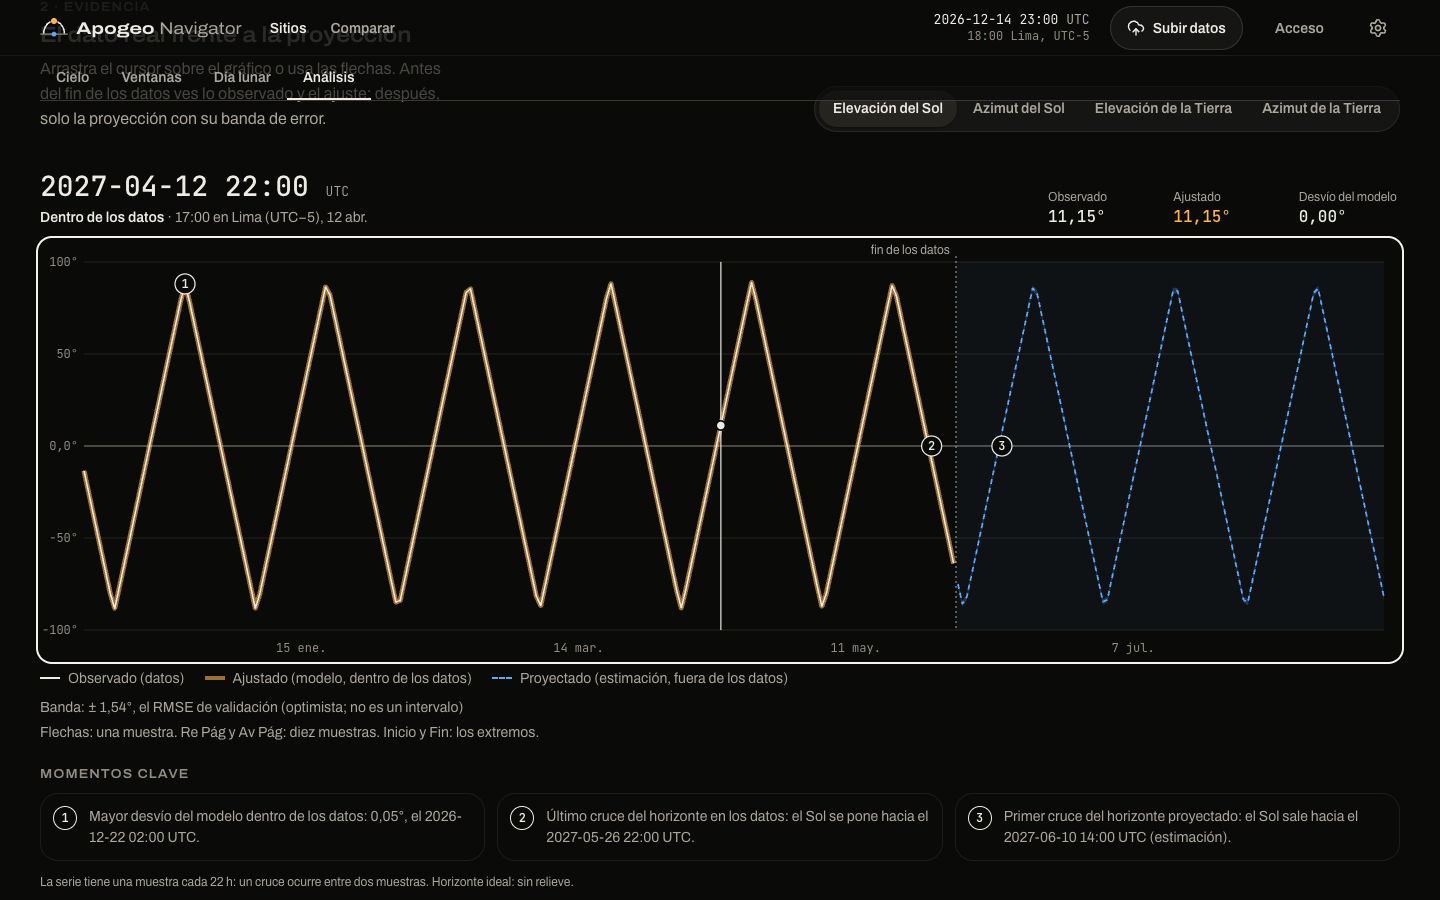 2 · EVIDENCIA
El dato real frente a la proyección
Apogeo Navigator
Sitios
Comparar
2026-12-14 23:00 UTC
18:00 Lima, UTC-5
Subir datos
Acceso
Arrastra el cursor sobre el gráfico o usa las flechas. Antes
del fin de los datos ves lo observado y el ajuste; después,
solo la proyección con su banda de error.
Cielo
Ventanas
Día lunar
Análisis
Elevación del Sol
Azimut del Sol
Elevación de la Tierra
Azimut de la Tierra
2027-04-12 22:00 UTC
Dentro de los datos · 17:00 en Lima (UTC−5), 12 abr.
Observado
11,15°
Ajustado
11,15°
Desvío del modelo
0,00°
fin de los datos
100°
50°
0,0°
-50°
-100°
1
2
3
15 ene.
14 mar.
11 may.
7 jul.
Observado (datos)
Ajustado (modelo, dentro de los datos)
Proyectado (estimación, fuera de los datos)
Banda: ± 1,54°, el RMSE de validación (optimista; no es un intervalo)
Flechas: una muestra. Re Pág y Av Pág: diez muestras. Inicio y Fin: los extremos.
MOMENTOS CLAVE
1
Mayor desvío del modelo dentro de los datos: 0,05°, el 2026-
12-22 02:00 UTC.
2
Último cruce del horizonte en los datos: el Sol se pone hacia el
2027-05-26 22:00 UTC.
3
Primer cruce del horizonte proyectado: el Sol sale hacia el
2027-06-10 14:00 UTC (estimación).
La serie tiene una muestra cada 22 h: un cruce ocurre entre dos muestras. Horizonte ideal: sin relieve.